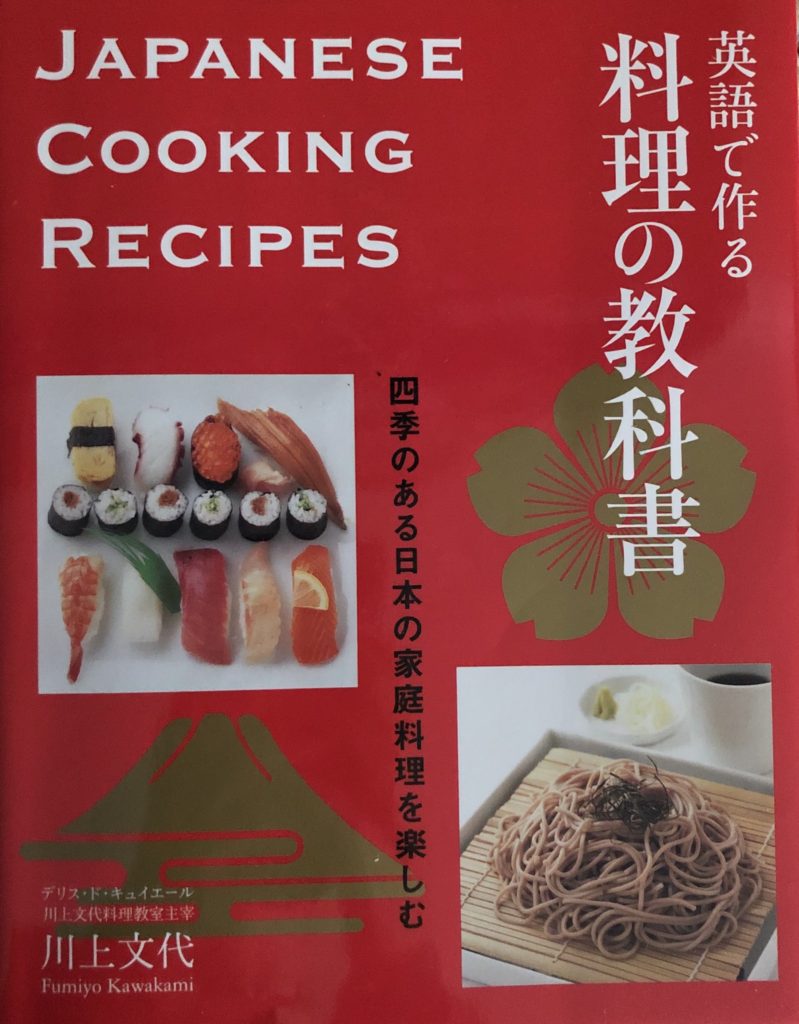 JAPANESE
COOKING
RECIPES
英語で作る
料理の教科書
四季のある日本の家庭料理を楽しむ
デリス・ド・キュイエール
川上文代料理教室主宰
川上文代
Fumiyo Kawakami